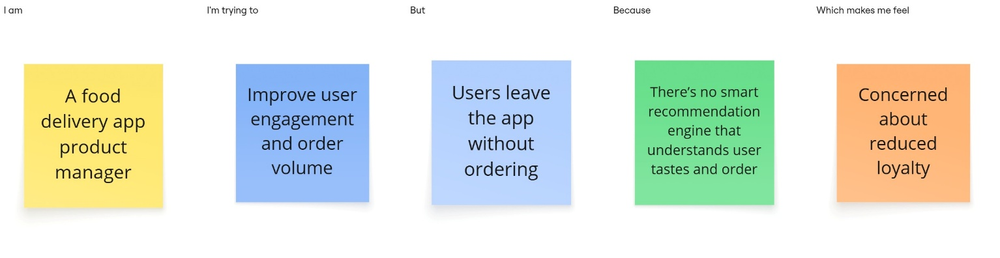 I am
I'm trying to
But
Because
Which makes me feel
A food
delivery app
product
manager
Improve user
engagement
and order
volume
Users leave
the app
without
ordering
There’s no smart
recommendation
engine that
understands user
tastes and order
Concerned
about
reduced
loyalty